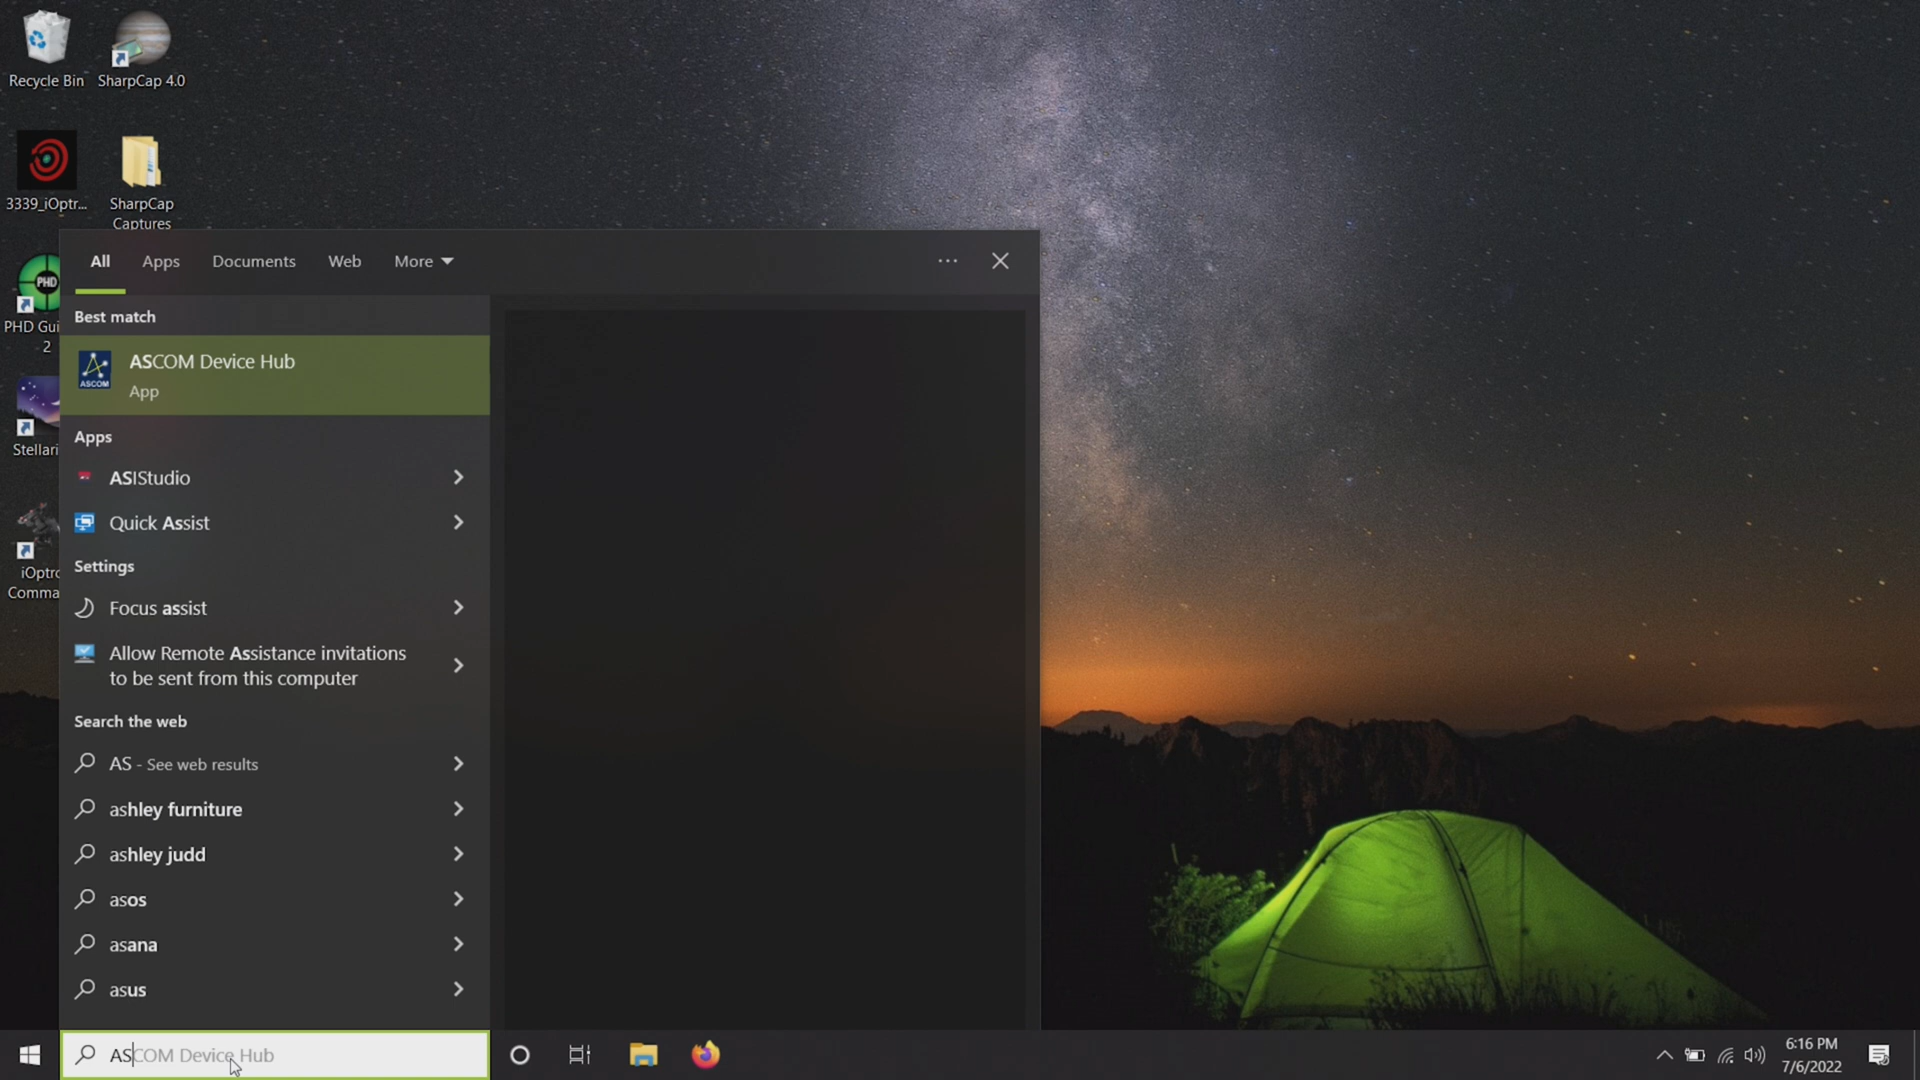 Recycle Bin
SharpCap 4.0
3339_iOptr...
SharpCap
Captures
PHD
PHD Gui
2
Stellari
iOptro
Comma
All
Apps
Documents
Web
More
Best match
ASCOM
ASCOM Device Hub
App
Apps
ASIStudio
Quick Assist
Settings
Focus assist
Allow Remote Assistance invitations
to be sent from this computer
Search the web
AS - See web results
ashley furniture
ashley judd
asos
asana
asus
ASCOM Device Hub
6:16 PM
7/6/2022